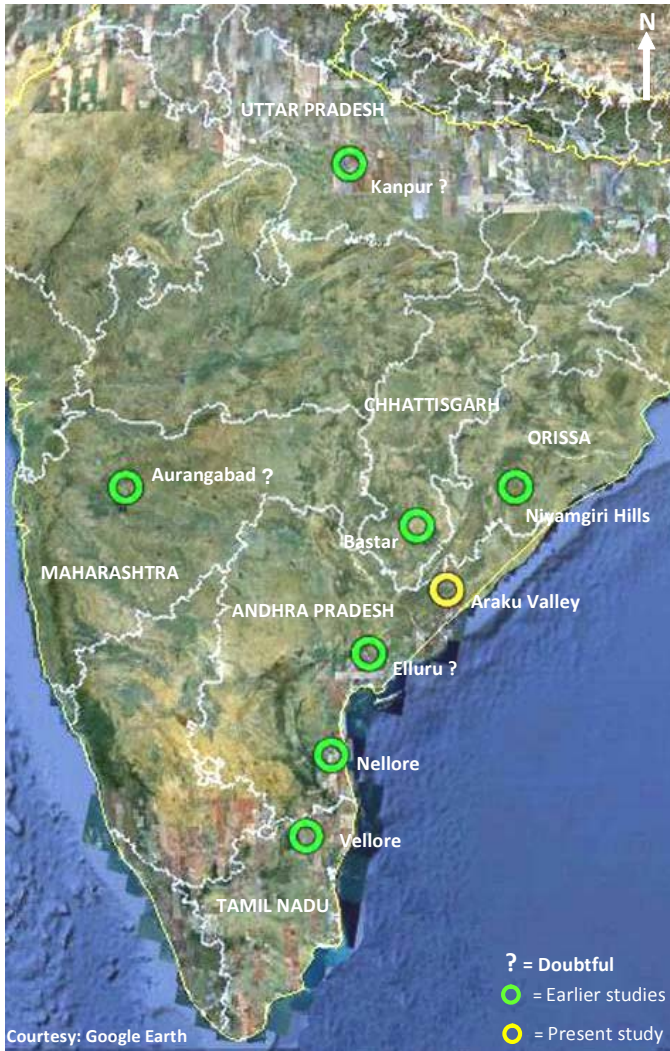 N
UTTAR PRADESH
Kanpur ?
CHHATTISGARH
ORISSA
Aurangabad ?
Niyamgiri Hills
Bastar
MAHARASHTRA
Araku Valley
ANDHRA PRADESH
Elluru ?
Nellore
Vellore
TAMIL NADU
? = Doubtful
= Earlier studies
= Present study
Courtesy: Google Earth